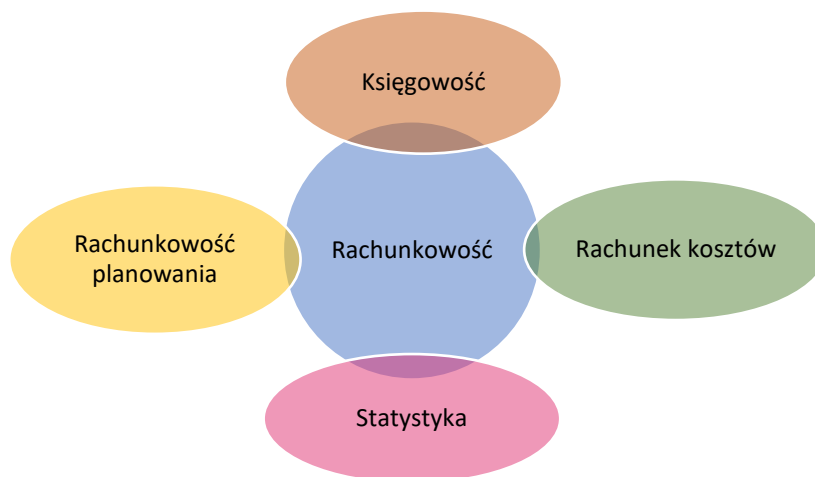 Księgowość
Rachunkowość
planowania
Rachunkowość
Rachunek kosztów
Statystyka